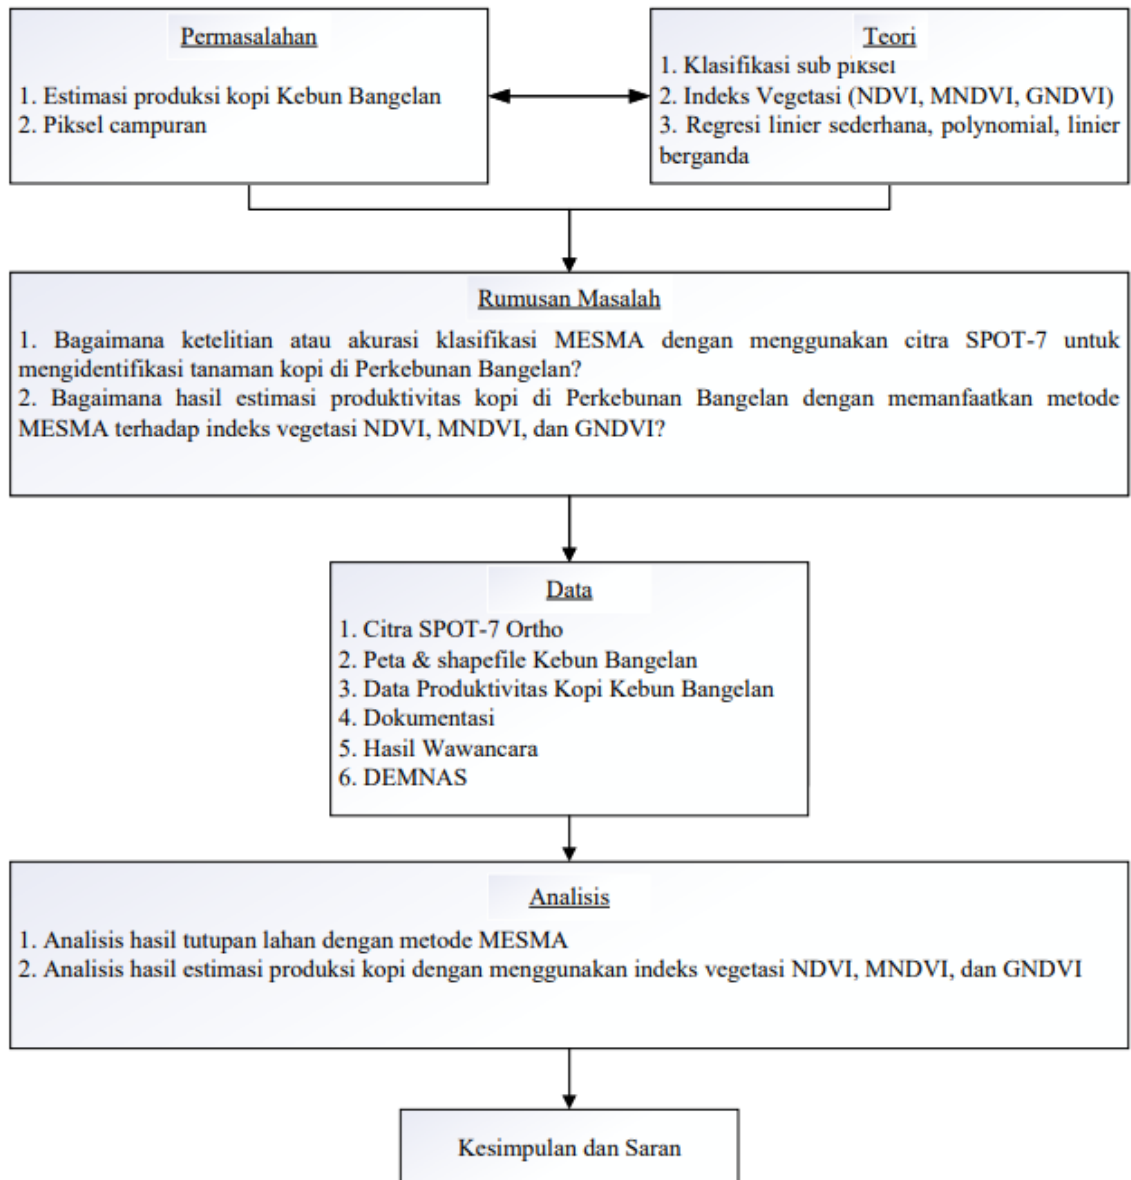 Permasalahan
1. Estimasi produksi kopi Kebun Bangelan
2. Piksel campuran
Teori
1. Klasifikasi sub piksel
2. Indeks Vegetasi (NDVI, MNDVI, GNDVI)
3. Regresi linier sederhana, polynomial, linier
berganda
Rumusan Masalah
1. Bagaimana ketelitian atau akurasi klasifikasi MESMA dengan menggunakan citra SPOT-7 untuk
mengidentifikasi tanaman kopi di Perkebunan Bangelan?
2. Bagaimana hasil estimasi produktivitas kopi di Perkebunan Bangelan dengan memanfaatkan metode
MESMA terhadap indeks vegetasi NDVI, MNDVI, dan GNDVI?
Data
1. Citra SPOT-7 Ortho
2. Peta & shapefile Kebun Bangelan
3. Data Produktivitas Kopi Kebun Bangelan
4. Dokumentasi
5. Hasil Wawancara
6. DEMNAS
Analisis
1. Analisis hasil tutupan lahan dengan metode MESMA
2. Analisis hasil estimasi produksi kopi dengan menggunakan indeks vegetasi NDVI, MNDVI, dan GNDVI
Kesimpulan dan Saran